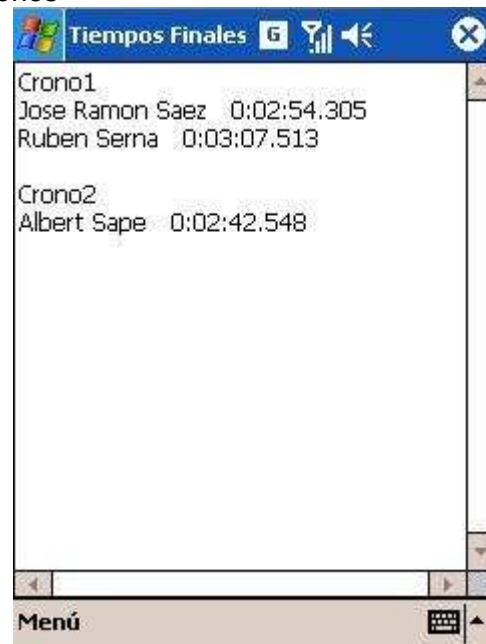 Tiempos Finales G
Crono1
Jose Ramon Saez 0:02:54.305
Ruben Serna 0:03:07.513
Crono2
Albert Sape 0:02:42.548
Menú